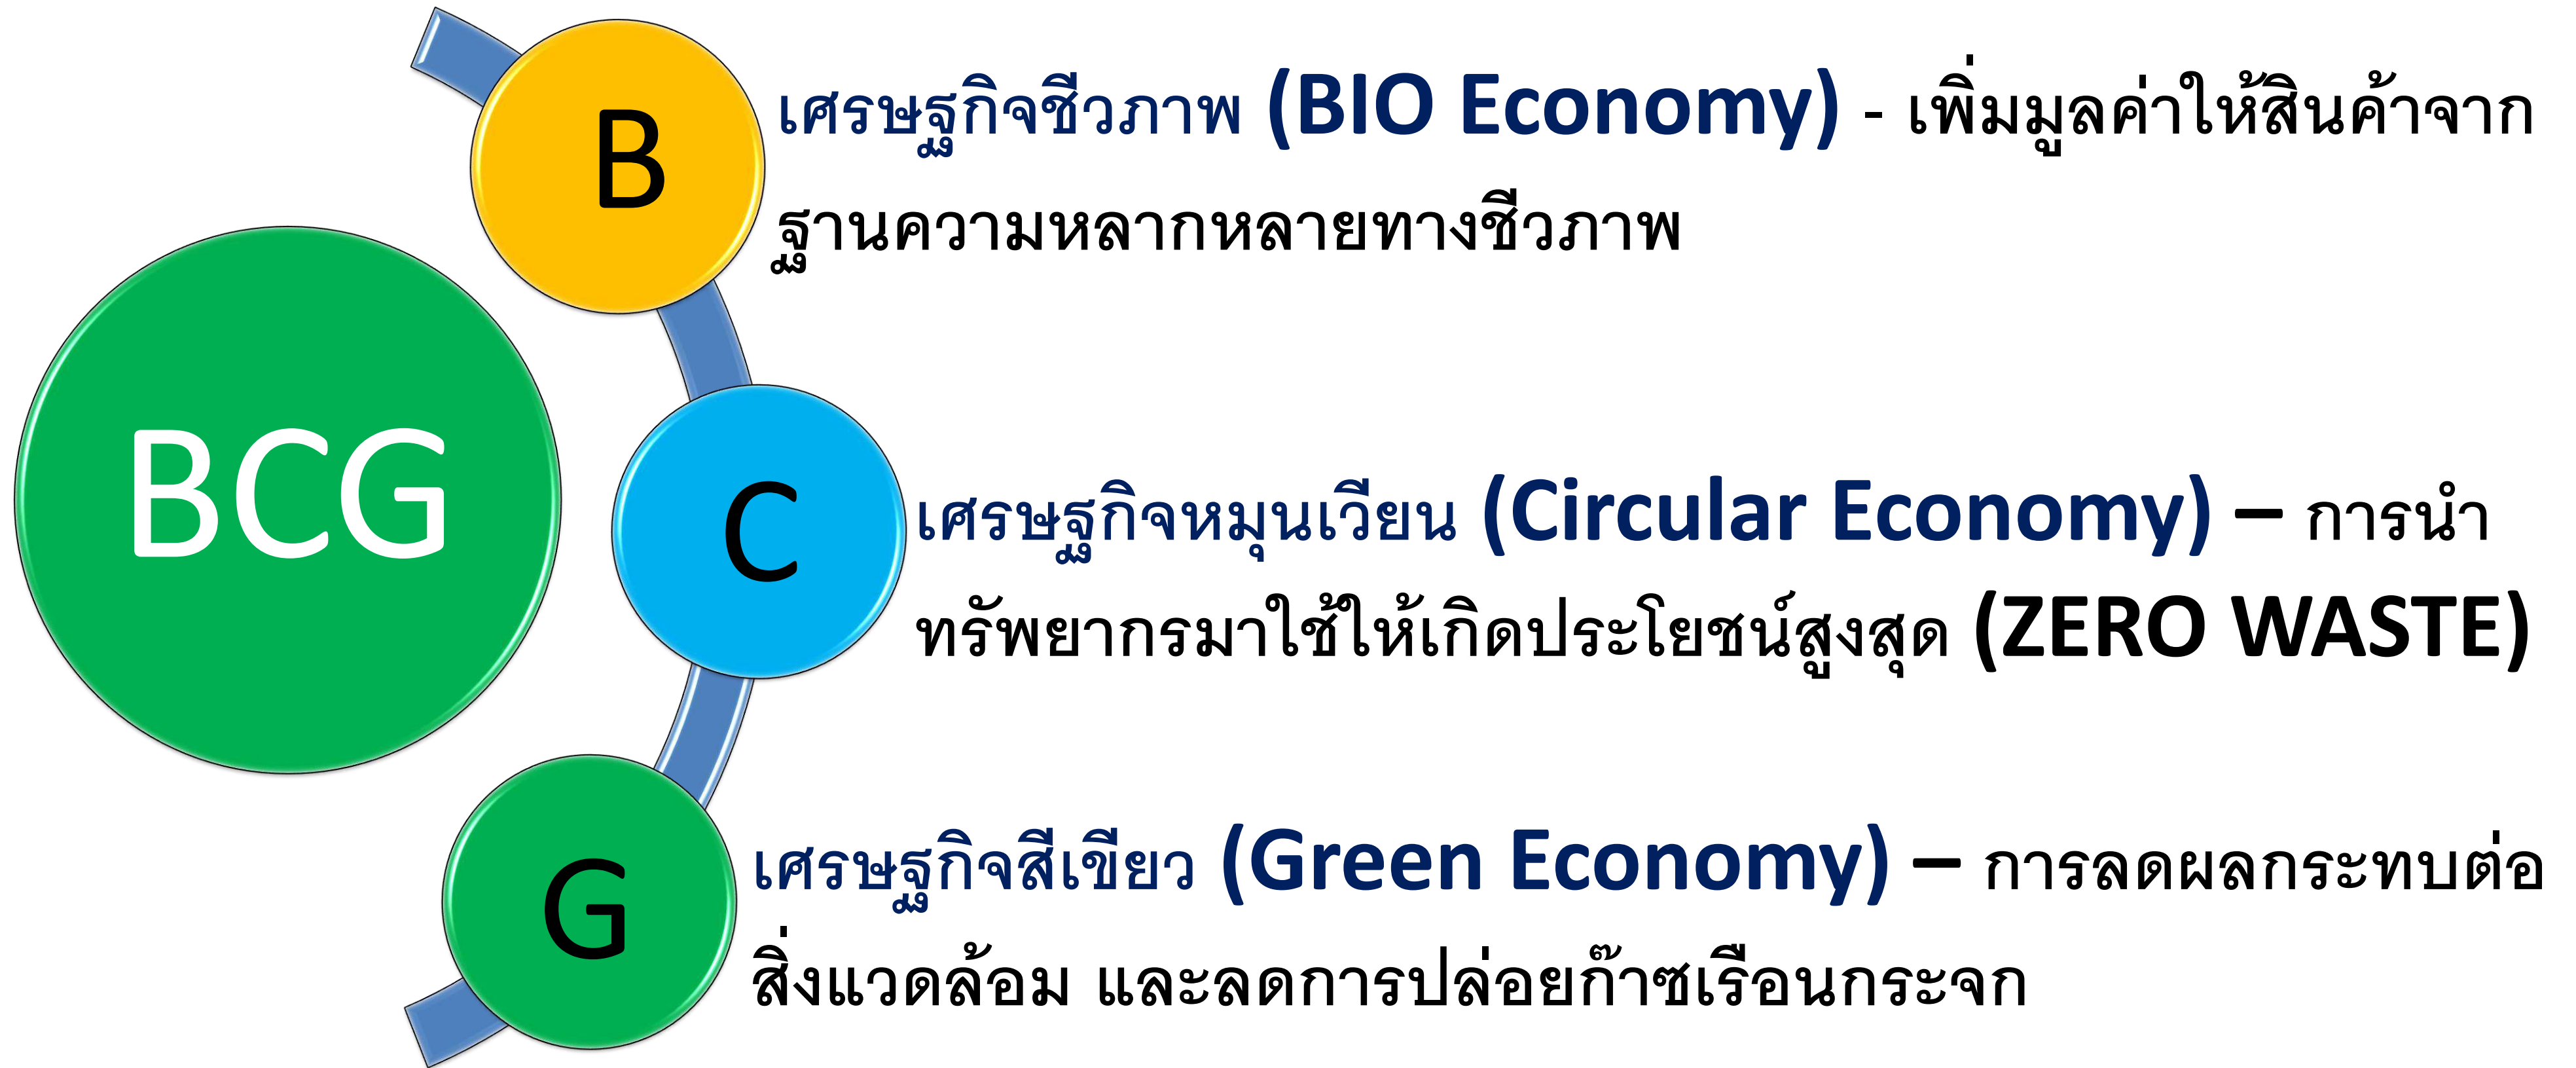 BCG
B
เศรษฐกิจชีวภาพ (BIO Economy) - เพิ่มมูลค่าให้สินค้าจาก
ฐานความหลากหลายทางชีวภาพ
C
เศรษฐกิจหมุนเวียน (Circular Economy) – การนำ
ทรัพยากรมาใช้ให้เกิดประโยชน์สูงสุด (ZERO WASTE)
G
เศรษฐกิจสีเขียว (Green Economy) – การลดผลกระทบต่อ
สิ่งแวดล้อม และลดการปล่อยก๊าซเรือนกระจก